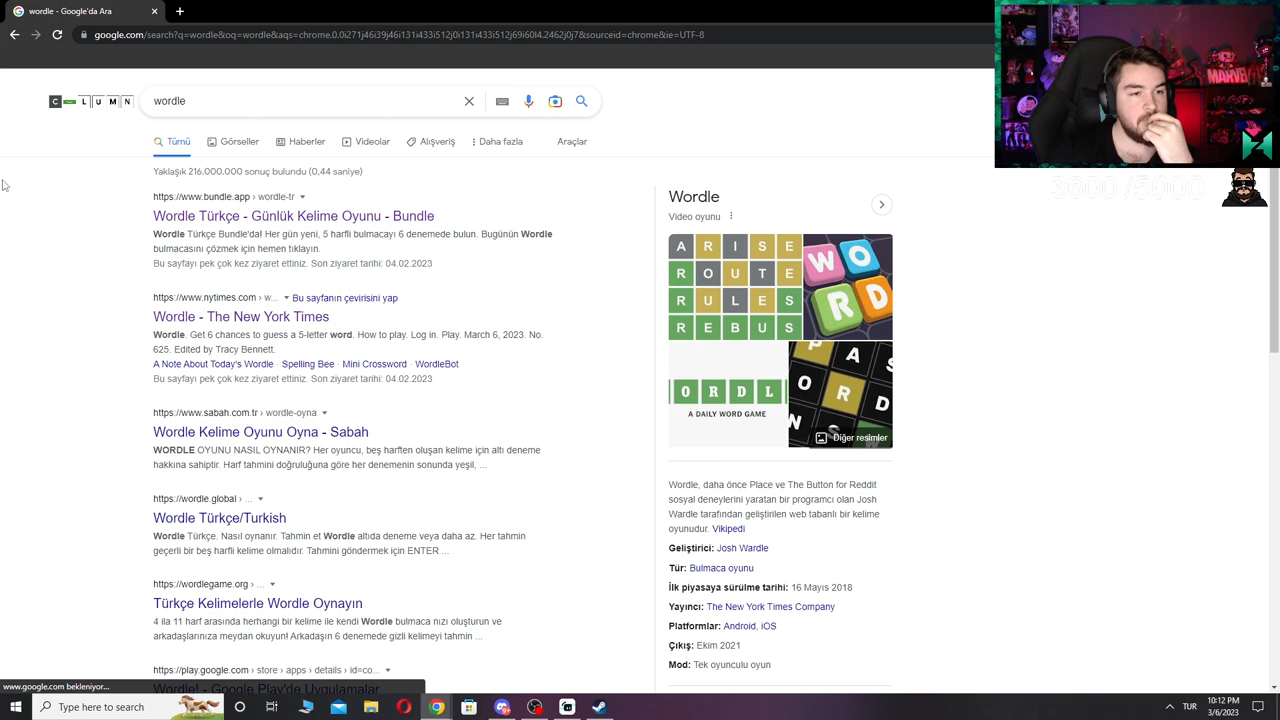 wordle - Google'da Ara
google.com/search?q=wordle&oq=wordle&aqs=
wordle
Tümü
Görseller
Haberler
Videolar
Alışveriş
Daha fazla
Araçlar
Yaklaşık 216.000.000 sonuç bulundu (0,44 saniye)
https://www.bundle.app › wordle-tr
Wordle Türkçe - Günlük Kelime Oyunu - Bundle
Wordle Türkçe Bundle'da! Her gün yeni, 5 harfli bulmacayı 6 denemede bulun. Bugünün Wordle
bulmacasını çözmek için hemen tıklayın.
Bu sayfayı pek çok kez ziyaret ettiniz. Son ziyaret tarihi: 04.02.2023
https://www.nytimes.com › w... Bu sayfanın çevirisini yap
Wordle - The New York Times
Wordle. Get 6 chances to guess a 5-letter word. How to play. Log in. Play. March 6, 2023. No.
625. Edited by Tracy Bennett.
A Note About Today's Wordle · Spelling Bee · Mini Crossword · WordleBot
Bu sayfayı pek çok kez ziyaret ettiniz. Son ziyaret tarihi: 04.02.2023
https://www.sabah.com.tr › wordle-oyna
Wordle Kelime Oyunu Oyna - Sabah
WORDLE OYUNU NASIL OYNANIR? Her oyuncu, beş harften oluşan kelime için altı deneme
hakkına sahiptir. Harf tahmini doğruluğuna göre her denemenin sonunda yeşil, ...
https://wordle.global › ...
Wordle Türkçe/Turkish
Wordle Türkçe. Nasıl oynanır. Tahmin et Wordle altıda deneme veya daha az. Her tahmin
geçerli bir beş harfli kelime olmalıdır. Tahmini göndermek için ENTER ...
https://wordlegame.org › ...
Türkçe Kelimelerle Wordle Oynayın
4 ila 11 harf arasında herhangi bir kelime ile kendi Wordle bulmaca nızı oluşturun ve
arkadaşlarınıza meydan okuyun! Arkadaşın 6 denemede gizli kelimeyi tahmin ...
https://play.google.com › store › apps › details › id=co...
Wordle! - Google Play'de Uygulamalar
www.google.com bekleniyor...
Wordle
Video oyunu
ARISE
ROUTE
RULES
REBUS
WORD
ORDL
A DAILY WORD GAME
Diğer resimler
Wordle, daha önce Place ve The Button for Reddit
sosyal deneylerini yaratan bir programcı olan Josh
Wardle tarafından geliştirilen web tabanlı bir kelime
oyunudur. Vikipedi
Geliştirici: Josh Wardle
Tür: Bulmaca oyunu
İlk piyasaya sürülme tarihi: 16 Mayıs 2018
Yayıncı: The New York Times Company
Platformlar: Android, iOS
Çıkış: Ekim 2021
Mod: Tek oyunculu oyun
MARVEL
3600 /5000
Type here to search
TUR
10:12 PM
3/6/2023